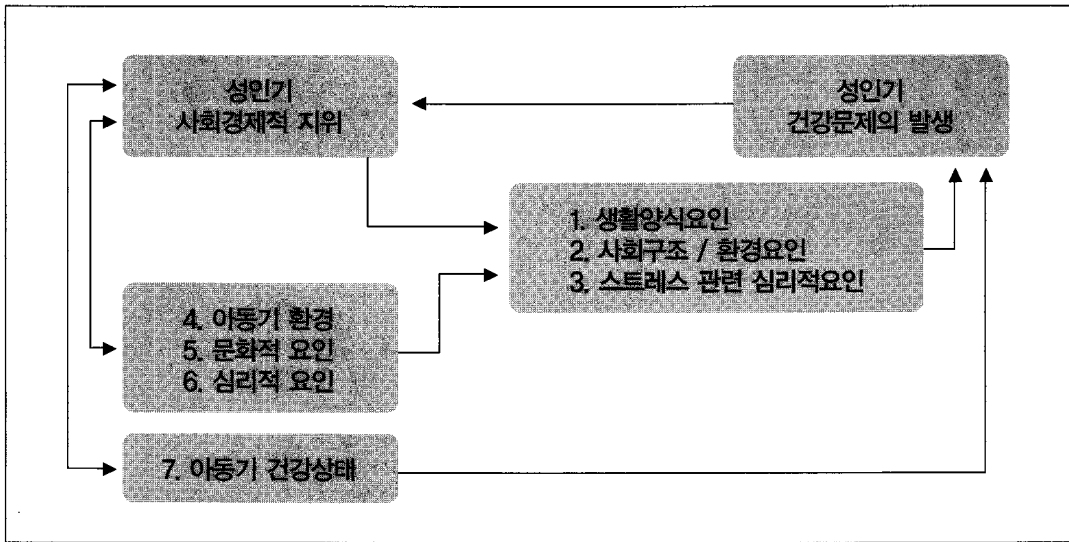 성인기
사회경제적 지위
성인기
건강문제의 발생
1. 생활양식요인
2. 사회구조 / 환경요인
3. 스트레스 관련 심리적요인
4. 아동기 환경
5. 문화적 요인
6. 심리적 요인
7. 아동기 건강상태